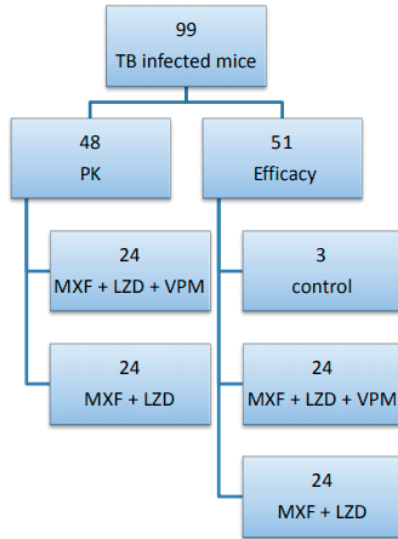 99
TB infected mice
48
PK
51
Efficacy
24
MXF + LZD + VPM
3
control
24
MXF + LZD
24
MXF + LZD + VPM
24
MXF + LZD